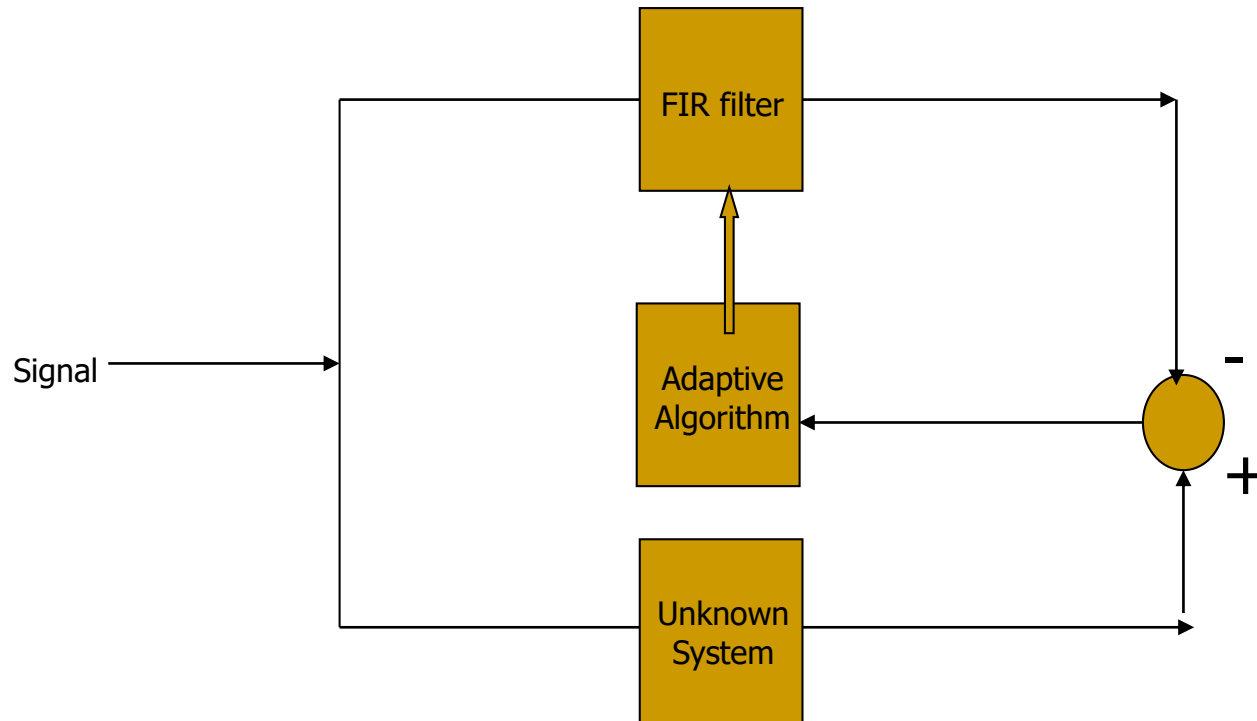 FIR filter
Signal
Adaptive
Algorithm
-
+
Unknown
System